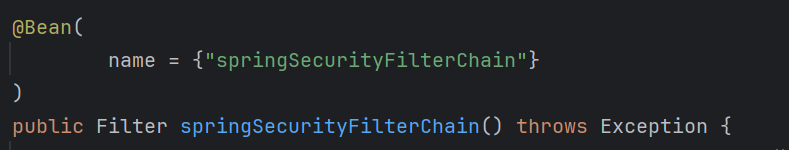 @Bean(
name = {"springSecurityFilterChain"}
)
public Filter springSecurityFilterChain() throws Exception {